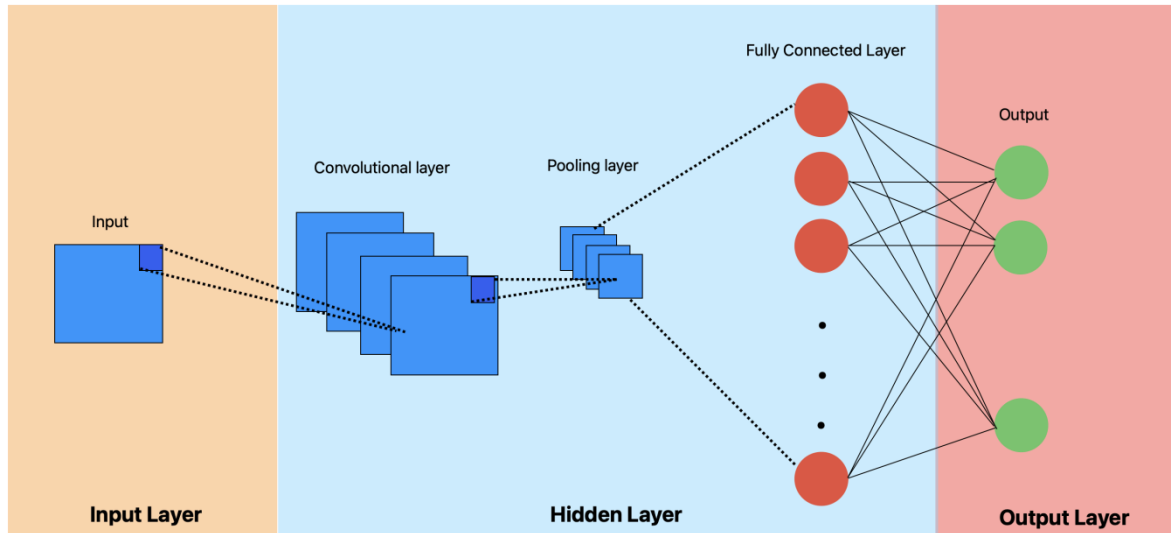 Fully Connected Layer
Output
Convolutional layer
Pooling layer
Input
Input Layer
Hidden Layer
Output Layer